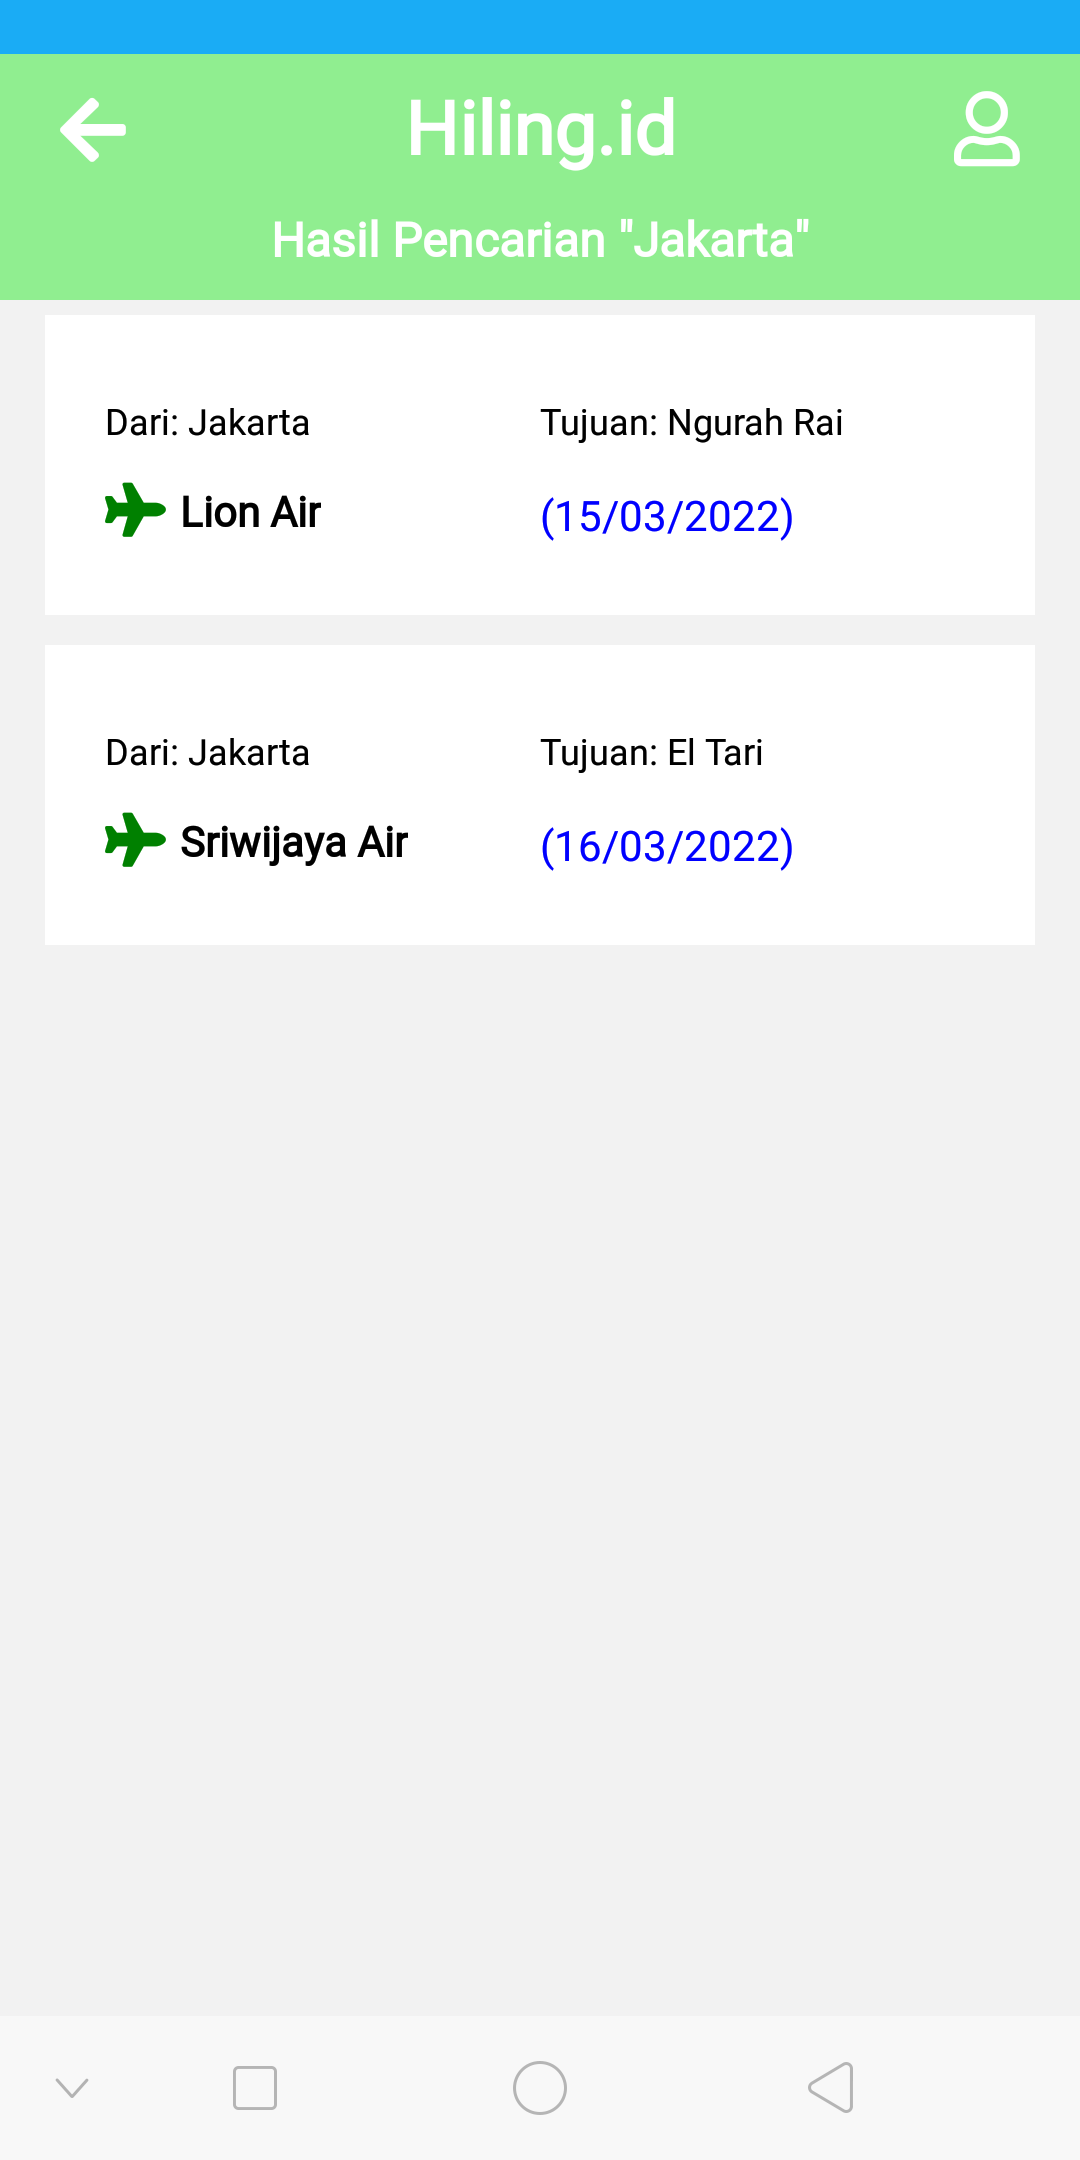 Hiling.id
Hasil Pencarian "Jakarta"
Dari: Jakarta
Tujuan: Ngurah Rai
Lion Air
(15/03/2022)
Dari: Jakarta
Tujuan: El Tari
Sriwijaya Air
(16/03/2022)